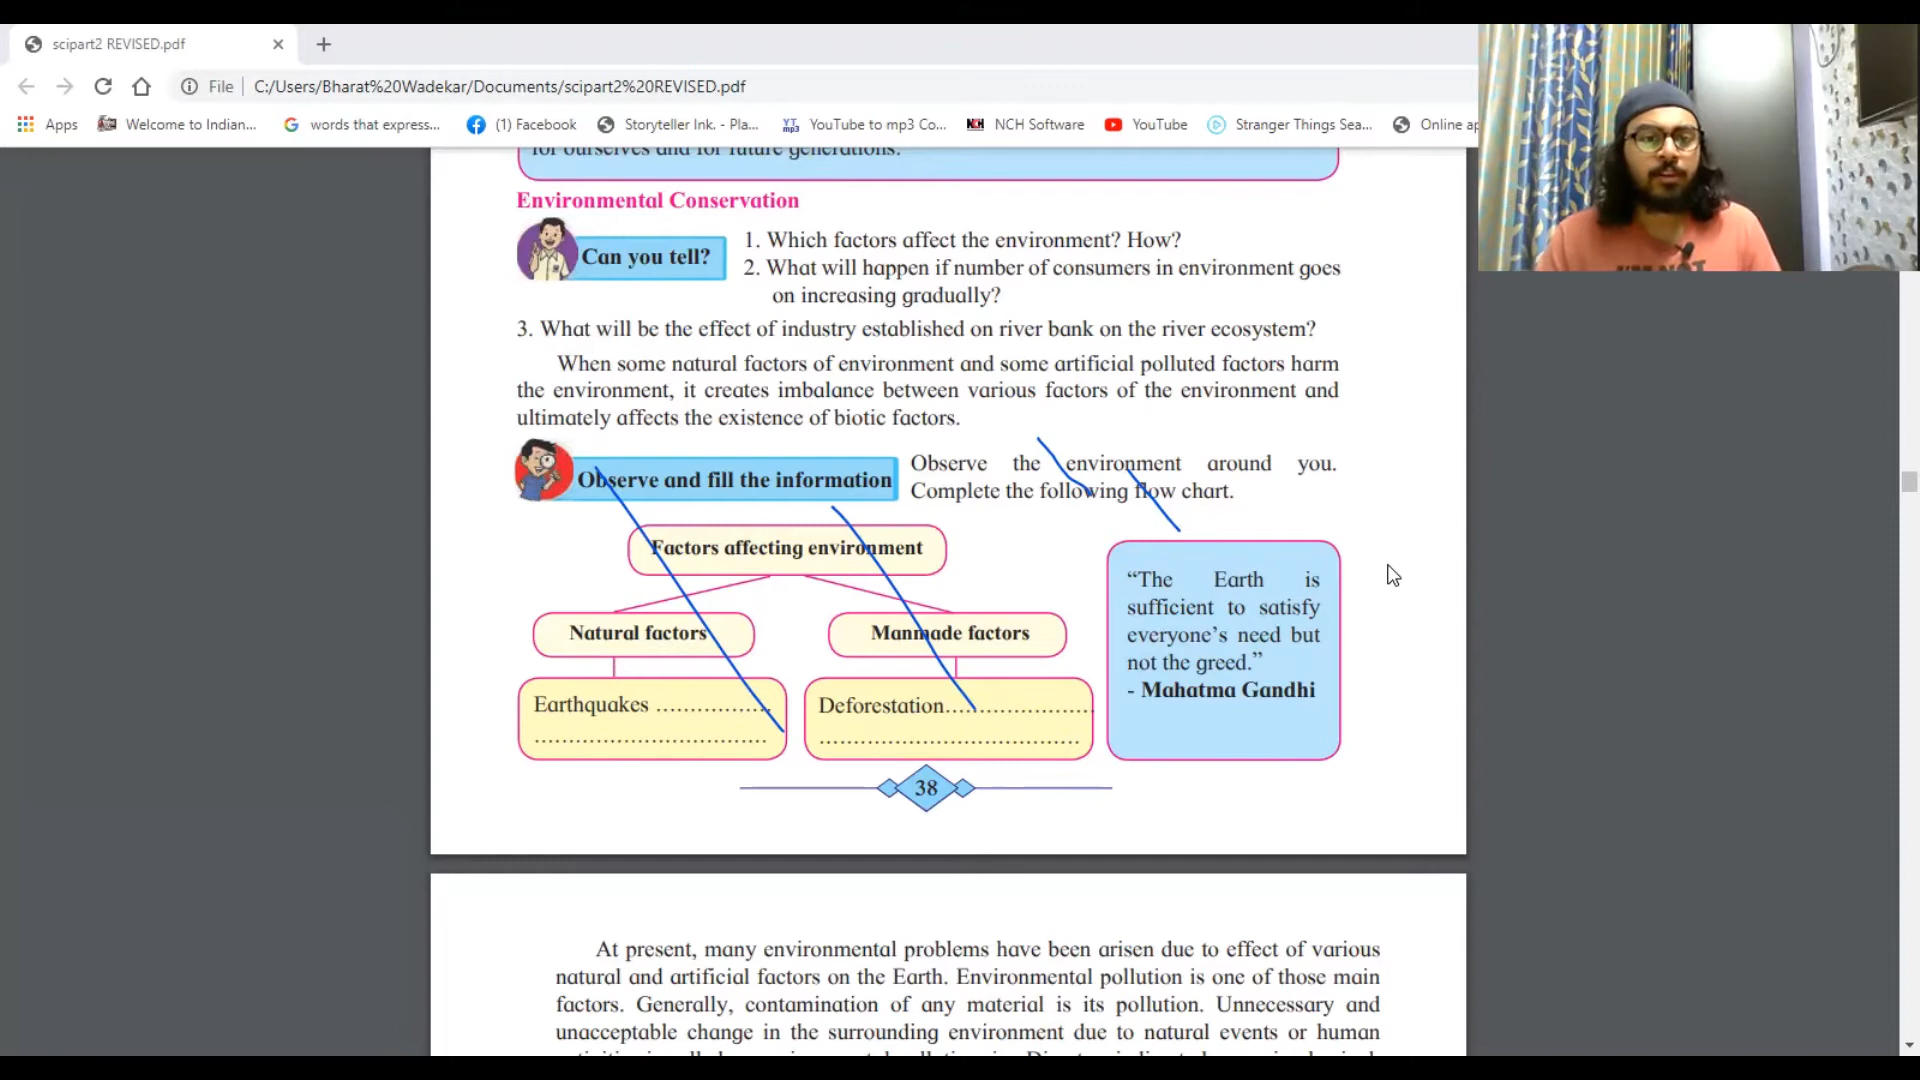 scipart2 REVISED.pdf
File
C:/Users/Bharat%20Wadekar/Documents/scipart2%20REVISED.pdf
Apps
Welcome to Indian...
words that express...
(1) Facebook
Storyteller Ink. - Pla...
YouTube to mp3 Co...
NCH Software
YouTube
Stranger Things Sea...
Online ap
for ourselves and for future generations.
Environmental Conservation
Can you tell?
1. Which factors affect the environment? How?
2. What will happen if number of consumers in environment goes
on increasing gradually?
3. What will be the effect of industry established on river bank on the river ecosystem?
When some natural factors of environment and some artificial polluted factors harm
the environment, it creates imbalance between various factors of the environment and
ultimately affects the existence of biotic factors.
Observe and fill the information
Observe the environment around you.
Complete the following flow chart.
Factors affecting environment
Natural factors
Manmade factors
Earthquakes ..................
..................................
Deforestation........................
.....................................
“The Earth is
sufficient to satisfy
everyone’s need but
not the greed.”
- Mahatma Gandhi
38
At present, many environmental problems have been arisen due to effect of various
natural and artificial factors on the Earth. Environmental pollution is one of those main
factors. Generally, contamination of any material is its pollution. Unnecessary and
unacceptable change in the surrounding environment due to natural events or human